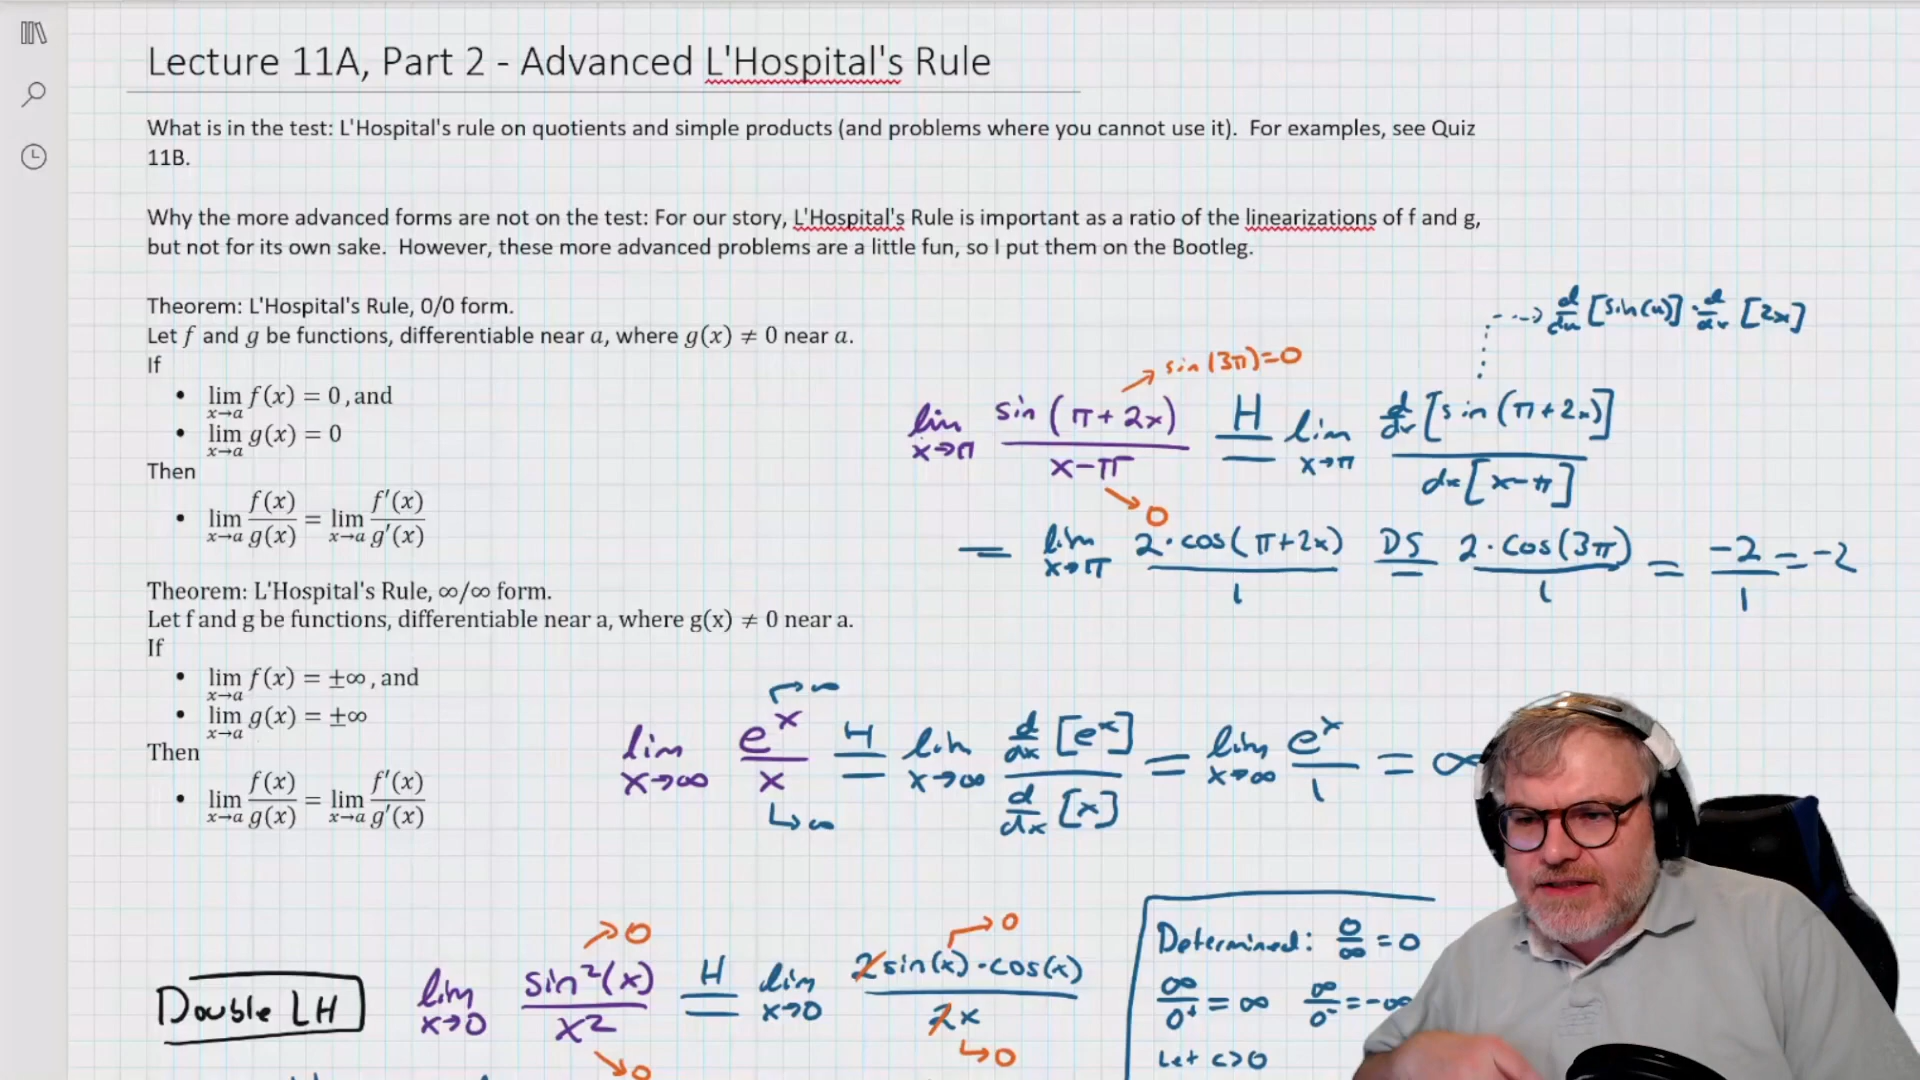 Lecture 11A, Part 2 - Advanced L'Hospital's Rule
What is in the test: L'Hospital's rule on quotients and simple products (and problems where you cannot use it).  For examples, see Quiz
11B.
Why the more advanced forms are not on the test: For our story, L'Hospital's Rule is important as a ratio of the linearizations of f and g,
but not for its own sake.  However, these more advanced problems are a little fun, so I put them on the Bootleg.
Theorem: L'Hospital's Rule, 0/0 form.
Let f and g be functions, differentiable near a, where g(x) ≠ 0 near a.
If
• lim x→a f(x) = 0 , and
• lim x→a g(x) = 0
Then
• lim x→a f(x)/g(x) = lim x→a f'(x)/g'(x)
d/du [sin(u)] · d/dx [2x]
sin(3π)=0
lim x→π sin(π+2x)/(x-π) =H= lim x→π d/dx[sin(π+2x)] / dx[x-π]
0
= lim x→π 2·cos(π+2x)/1 DS= 2·cos(3π)/1 = -2/1 = -2
Theorem: L'Hospital's Rule, ∞/∞ form.
Let f and g be functions, differentiable near a, where g(x) ≠ 0 near a.
If
• lim x→a f(x) = ±∞ , and
• lim x→a g(x) = ±∞
Then
• lim x→a f(x)/g(x) = lim x→a f'(x)/g'(x)
→∞
lim x→∞ e^x/x =H= lim x→∞ d/dx[e^x] / d/dx[x] = lim x→∞ e^x/1 = ∞
↳∞
Double LH
→0
lim x→0 sin²(x)/x² =H= lim x→0 2sin(x)·cos(x)/2x
→0
→0
↳0
Determined: 0/∞ = 0
∞/0⁺ = ∞ ∞/0⁻ = -∞
Let c>0